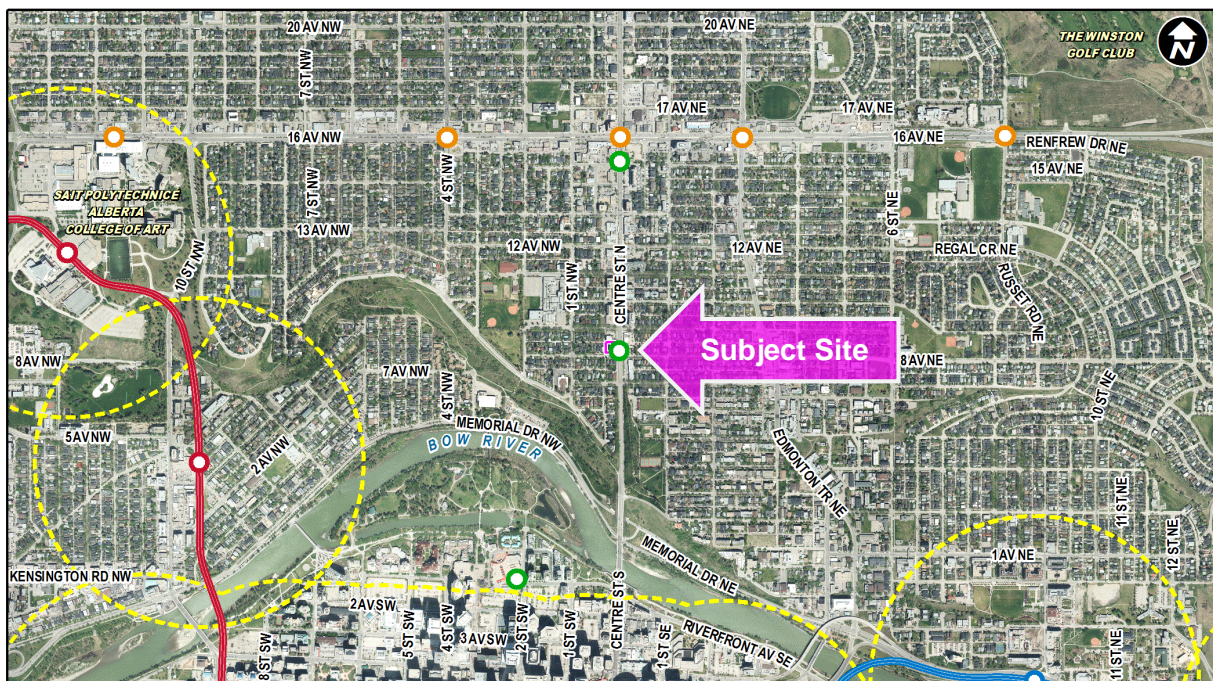 20 AV NW
20 AV NE
THE WINSTON
GOLF CLUB
N
7 ST NW
17 AV NE
17 AV NE
16 AV NW
16 AV NE
RENFREW DR NE
15 AV NE
SAIT POLYTECHNICE
ALBERTA
COLLEGE OF ART
7 ST NW
4 ST NW
6 ST NE
13 AV NW
12 AV NW
12 AV NE
REGAL CR NE
10 ST NW
1 ST NW
CENTRE ST N
RUSSET RD NE
Subject Site
8 AV NW
8 AV NE
7 AV NW
4 ST NW
10 ST NE
MEMORIAL DR NW
BOW RIVER
5 AV NW
2 AV NW
EDMONTON TR NE
11 ST NE
12 ST NE
MEMORIAL DR NE
1 AV NE
KENSINGTON RD NW
2 AV SW
3 AV SW
8 ST SW
5 ST SW
4 ST SW
2 ST SW
1 ST SW
CENTRE ST S
1 ST SE
RIVERFRONT AV SE
11 ST NE